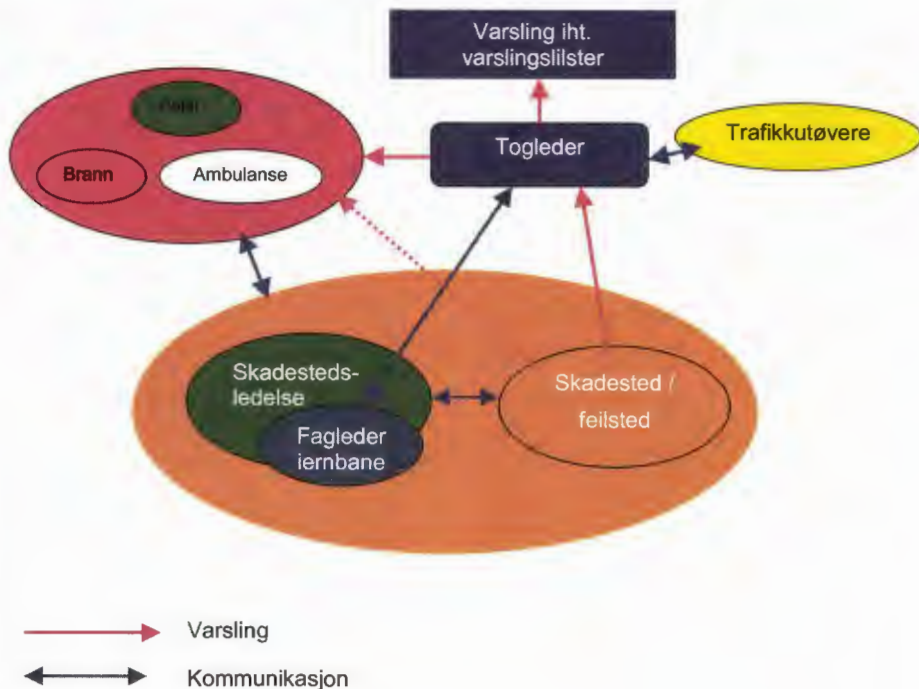 Varsling iht.
varslingslilster
Togleder
Trafikkutøvere
Brann
Ambulanse
Skadesteds-
ledelse
Fagleder
iernbane
Skadested /
feilsted
Varsling
Kommunikasjon